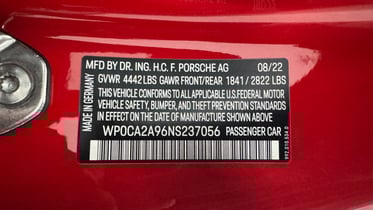 MFD BY DR. ING. H.C. F. PORSCHE AG 08/22
GVWR 4442 LBS GAWR FRONT/REAR 1841 / 2822 LBS
THIS VEHICLE CONFORMS TO ALL APPLICABLE U.S. FEDERAL MOTOR
VEHICLE SAFETY, BUMPER, AND THEFT PREVENTION STANDARDS IN
EFFECT ON THE DATE OF MANUFACTURE SHOWN ABOVE.
WP0CA2A96NS237056 PASSENGER CAR
MADE IN GERMANY